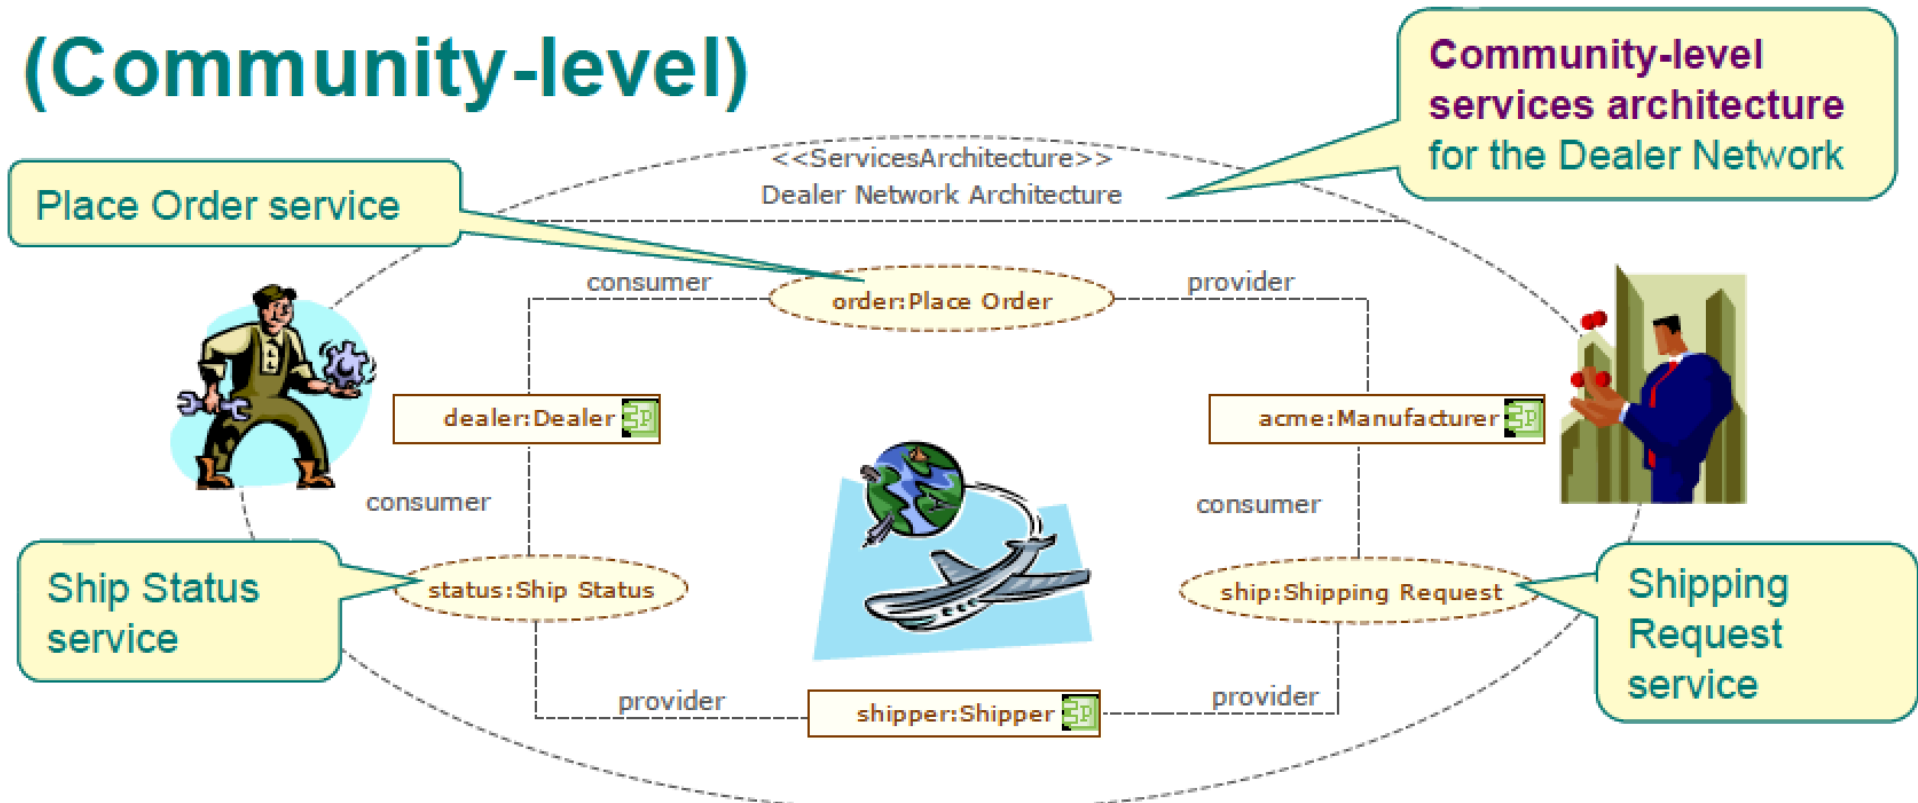 (Community-level)
Community-level
services architecture
for the Dealer Network
<<ServicesArchitecture>>
Dealer Network Architecture
Place Order service
consumer
provider
order:Place Order
dealer:Dealer
P
acme:Manufacturer
P
consumer
consumer
Ship Status
service
status:Ship Status
ship:Shipping Request
Shipping
Request
service
provider
provider
shipper:Shipper
P